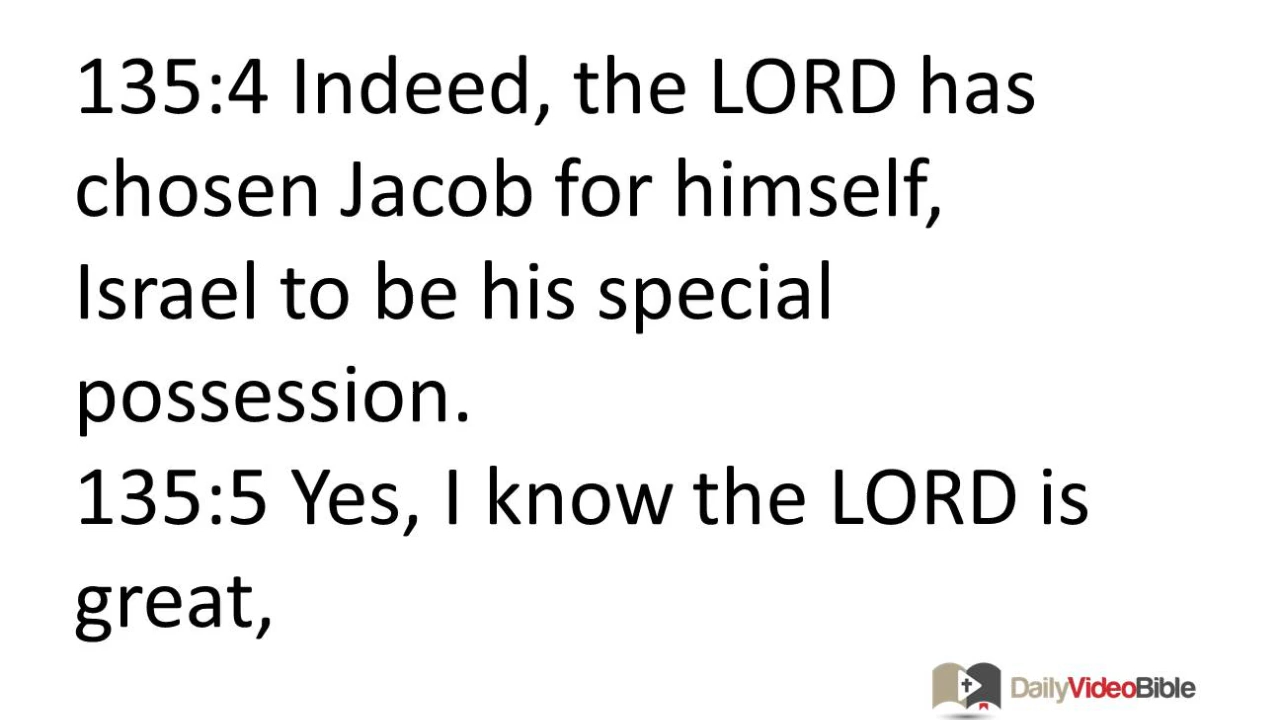 135:4 Indeed, the LORD has
chosen Jacob for himself,
Israel to be his special
possession.
135:5 Yes, I know the LORD is
great,
DailyVideoBible